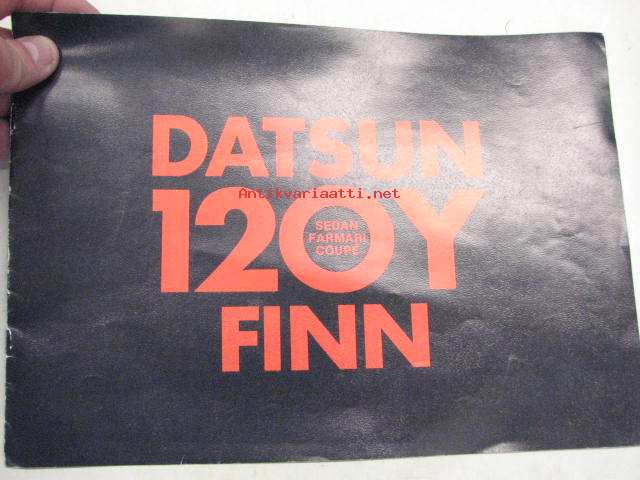 DATSUN
Antikvariaatti.net
120Y
SEDAN
FARMARI
COUPE
FINN